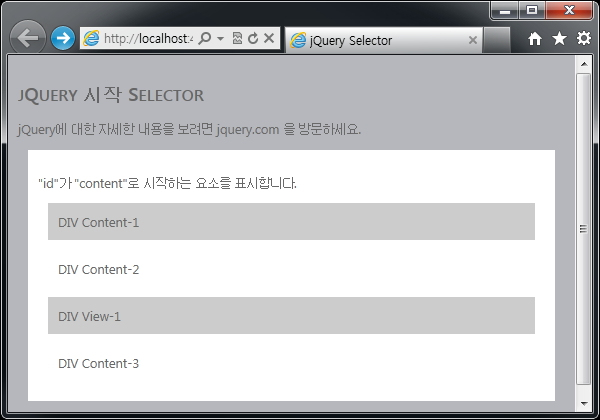 http://localhost:4
jQuery Selector
JQUERY 시작 SELECTOR
jQuery에 대한 자세한 내용을 보려면 jquery.com 을 방문하세요.
"id"가 "content"로 시작하는 요소를 표시합니다.
DIV Content-1
DIV Content-2
DIV View-1
DIV Content-3